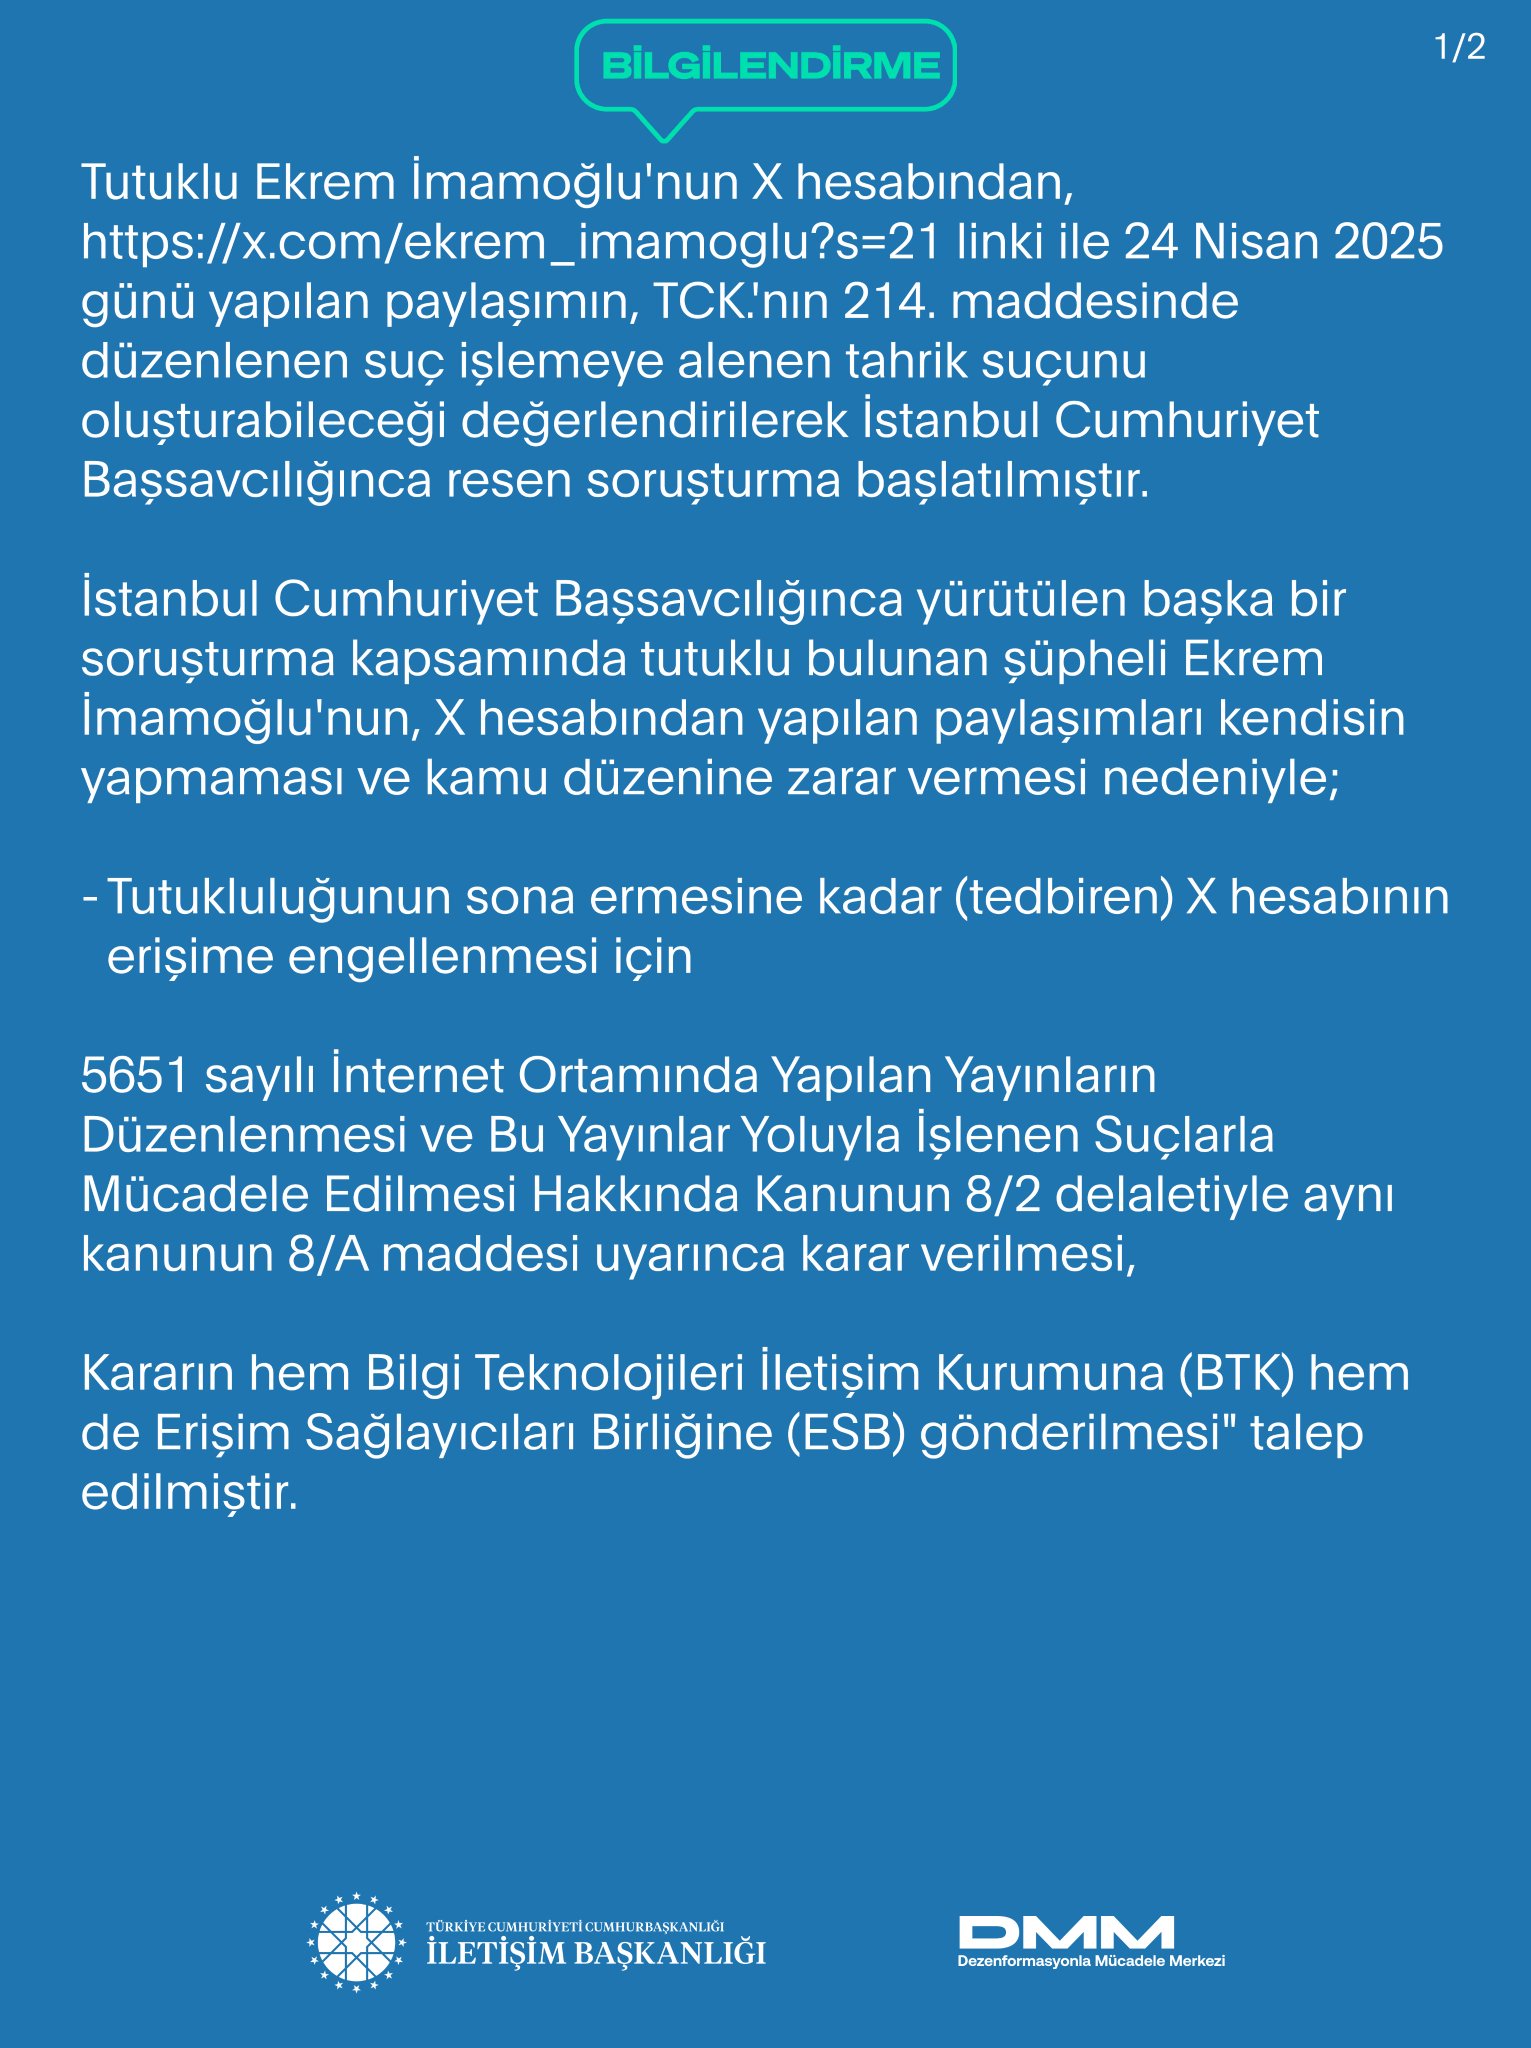 BİLGİLENDİRME
1/2
Tutuklu Ekrem İmamoğlu'nun X hesabından,
https://x.com/ekrem_imamoglu?s=21 linki ile 24 Nisan 2025
günü yapılan paylaşımın, TCK.'nın 214. maddesinde
düzenlenen suç işlemeye alenen tahrik suçunu
oluşturabileceği değerlendirilerek İstanbul Cumhuriyet
Başsavcılığınca resen soruşturma başlatılmıştır.
İstanbul Cumhuriyet Başsavcılığınca yürütülen başka bir
soruşturma kapsamında tutuklu bulunan şüpheli Ekrem
İmamoğlu'nun, X hesabından yapılan paylaşımları kendisin
yapmaması ve kamu düzenine zarar vermesi nedeniyle;
- Tutukluluğunun sona ermesine kadar (tedbiren) X hesabının
erişime engellenmesi için
5651 sayılı İnternet Ortamında Yapılan Yayınların
Düzenlenmesi ve Bu Yayınlar Yoluyla İşlenen Suçlarla
Mücadele Edilmesi Hakkında Kanunun 8/2 delaletiyle aynı
kanunun 8/A maddesi uyarınca karar verilmesi,
Kararın hem Bilgi Teknolojileri İletişim Kurumuna (BTK) hem
de Erişim Sağlayıcıları Birliğine (ESB) gönderilmesi" talep
edilmiştir.
TÜRKİYE CUMHURİYETİ CUMHURBAŞKANLIĞI
İLETİŞİM BAŞKANLIĞI
DMM
Dezenformasyonla Mücadele Merkezi